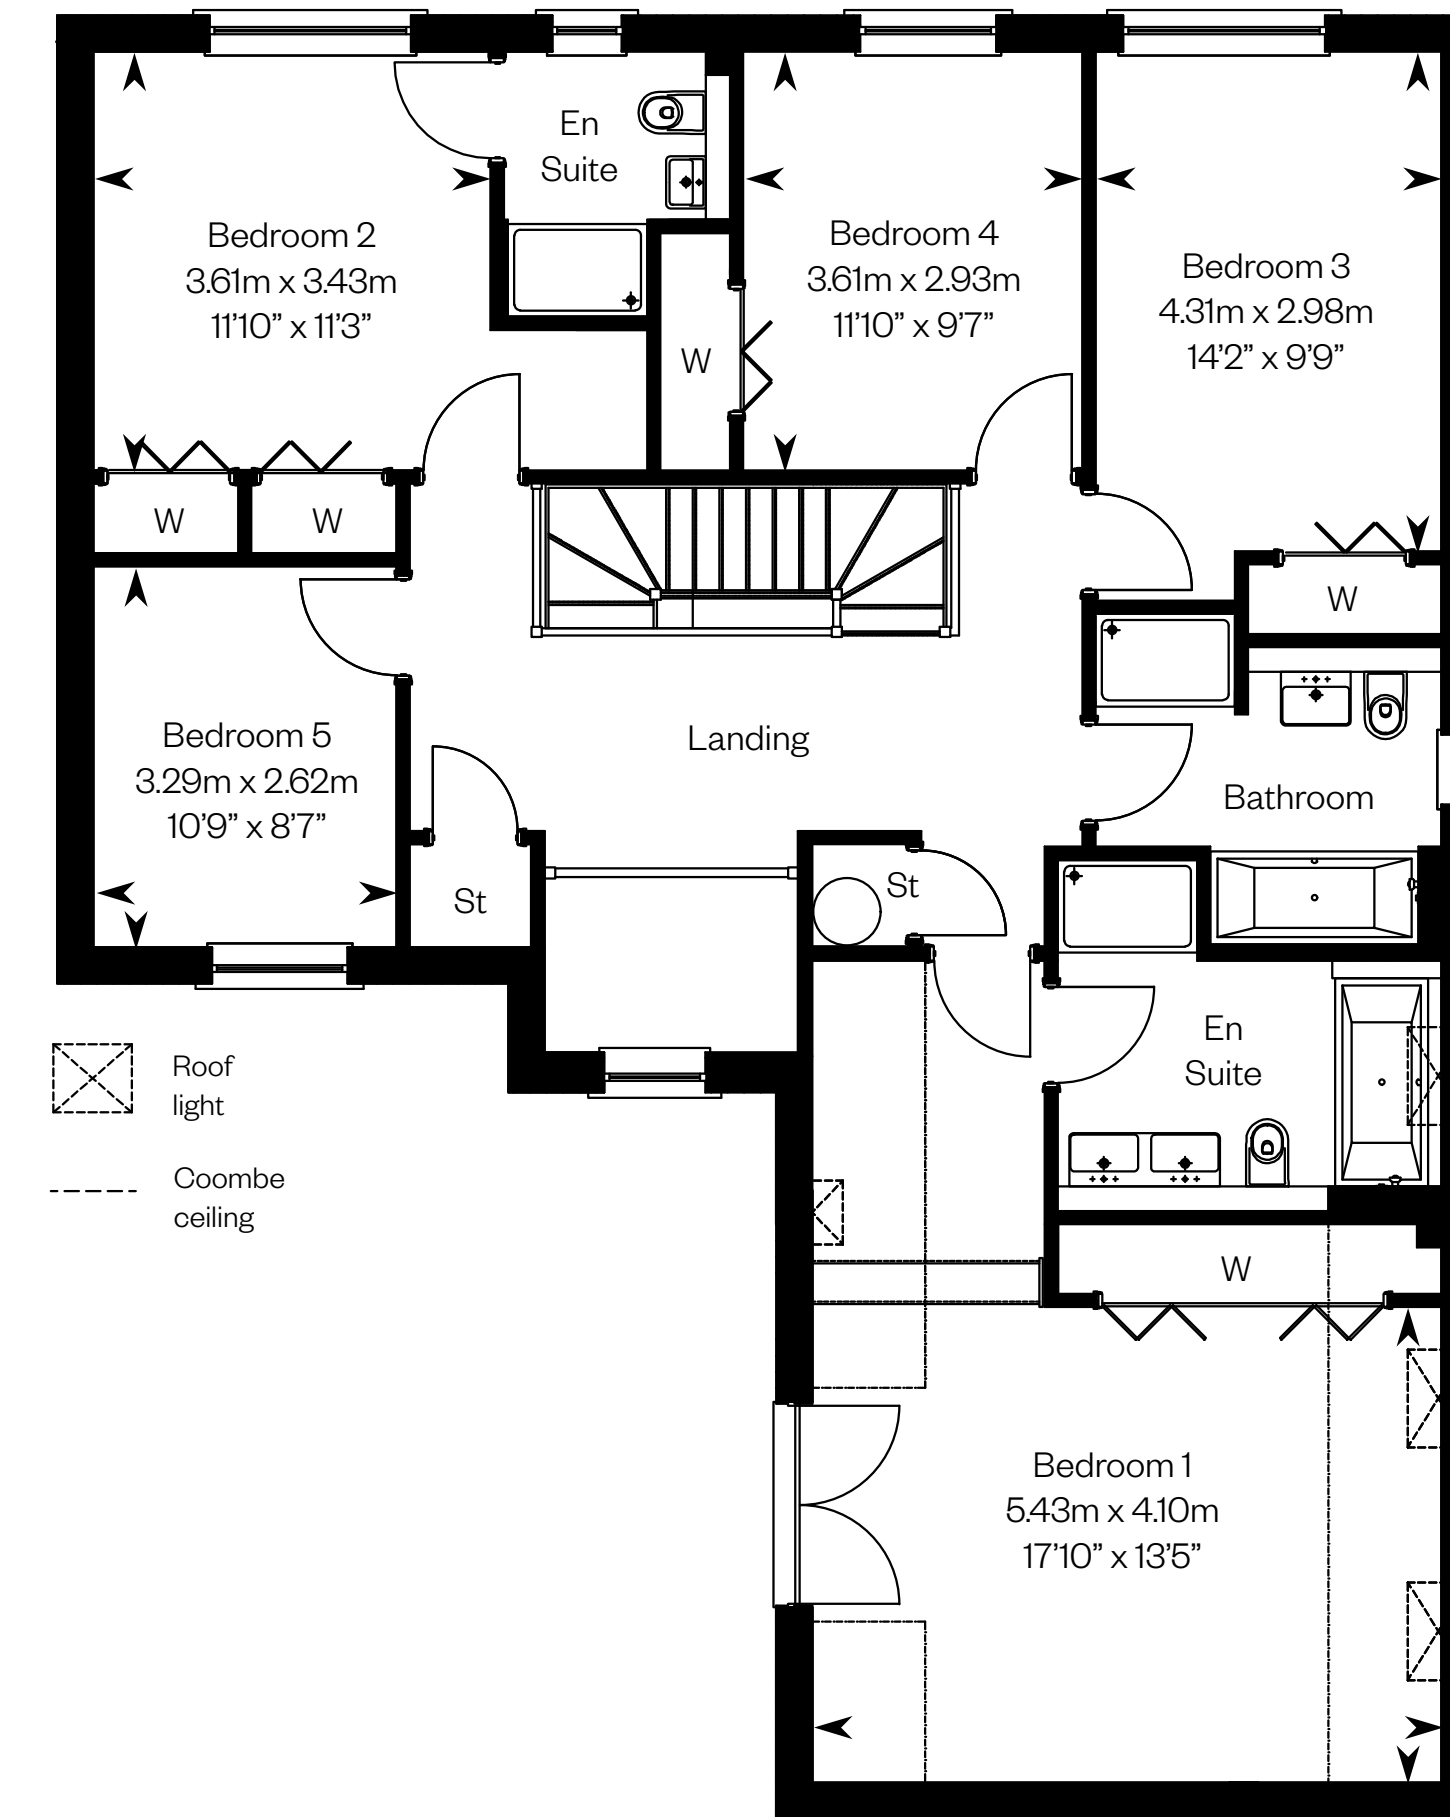 En
Suite
Bedroom 2
3.61m x 3.43m
11’10” x 11’3”
Bedroom 4
3.61m x 2.93m
11’10” x 9’7”
Bedroom 3
4.31m x 2.98m
14’2” x 9’9”
W
W
W
W
Bedroom 5
3.29m x 2.62m
10’9” x 8’7”
Landing
Bathroom
St
St
En
Suite
Roof
light
Coombe
ceiling
W
Bedroom 1
5.43m x 4.10m
17’10” x 13’5”